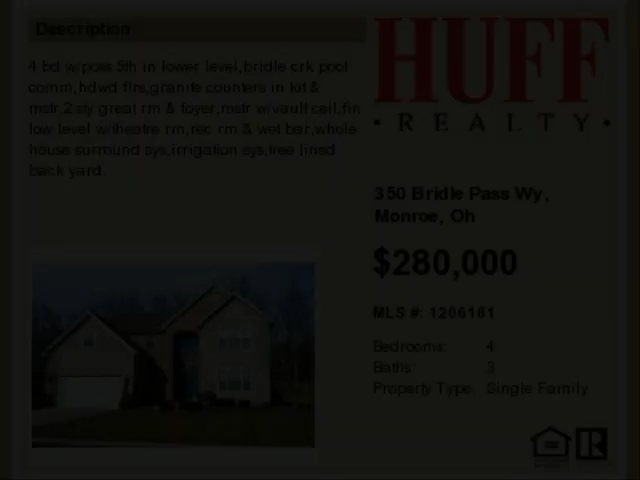 Description
4 bd w/poss 5th in lower level,bridle crk pool
comm,hdwd flrs,granite counters in kit &
mstr,2 sty great rm & foyer,mstr w/vault ceil,fin
low level w/theatre rm,rec rm & wet bar,whole
house surround sys,irrigation sys,tree lined
back yard.
HUFF
• R E A L T Y •
350 Bridle Pass Wy,
Monroe, Oh
$280,000
MLS #: 1206161
Bedrooms: 4
Baths: 3
Property Type: Single Family